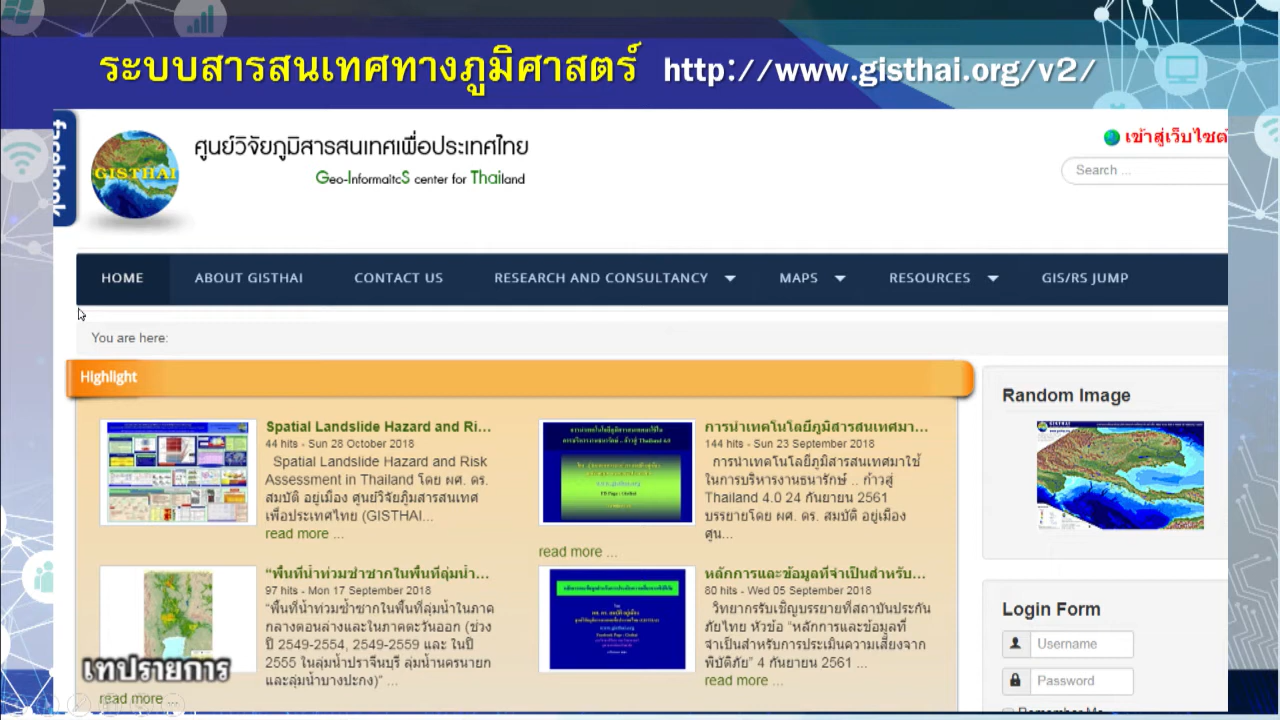 ระบบสารสนเทศทางภูมิศาสตร์ http://www.gisthai.org/v2/
facebook
GISTHAI
ศูนย์วิจัยภูมิสารสนเทศเพื่อประเทศไทย
Geo-InformaitcS center for Thailand
เข้าสู่เว็บไซต์
Search ...
HOME ABOUT GISTHAI CONTACT US RESEARCH AND CONSULTANCY MAPS RESOURCES GIS/RS JUMP
You are here:
Highlight
Spatial Landslide Hazard and Ri...
44 hits - Sun 28 October 2018
Spatial Landslide Hazard and Risk
Assessment in Thailand โดย ผศ. ดร.
สมบัติ อยู่เมือง ศูนย์วิจัยภูิมสารสนเทศ
เพื่อประเทศไทย (GISTHAI...
read more ...
การนำเทคโนโลยีภูมิสารสนเทศมา...
144 hits - Sun 23 September 2018
การนำเทคโนโลยีภูมิสารสนเทศมาใช้
ในการบริหารงานธนารักษ์ .. ก้าวสู่
Thailand 4.0 24 กันยายน 2561
บรรยายโดย ผศ. ดร. สมบัติ อยู่เมือง
ศูน...
read more ...
“พื้นที่น้ำท่วมซ้ำซากในพื้นที่ลุ่มน้ำ...
97 hits - Mon 17 September 2018
“พื้นที่น้ำท่วมซ้ำซากในพื้นที่ลุ่มน้ำในภาค
กลางตอนล่างและในภาคตะวันออก (ช่วง
ปี 2549-2555,2549-2559 และ ในปี
2555 ในลุ่มน้ำปราจีนบุรี ลุ่มน้ำนครนายก
และลุ่มน้ำบางปะกง)” ...
read more ...
หลักการและข้อมูลที่จำเป็นสำหรับ...
80 hits - Wed 05 September 2018
วิทยากรรับเชิญบรรยายที่สถาบันประกัน
ภัยไทย หัวข้อ “หลักการและข้อมูลที่
จำเป็นสำหรับการประเมินความเสี่ยงจาก
พิบัติภัย” 4 กันยายน 2561 ...
read more ...
Random Image
Login Form
Username
Password
Remember Me
เทปรายการ